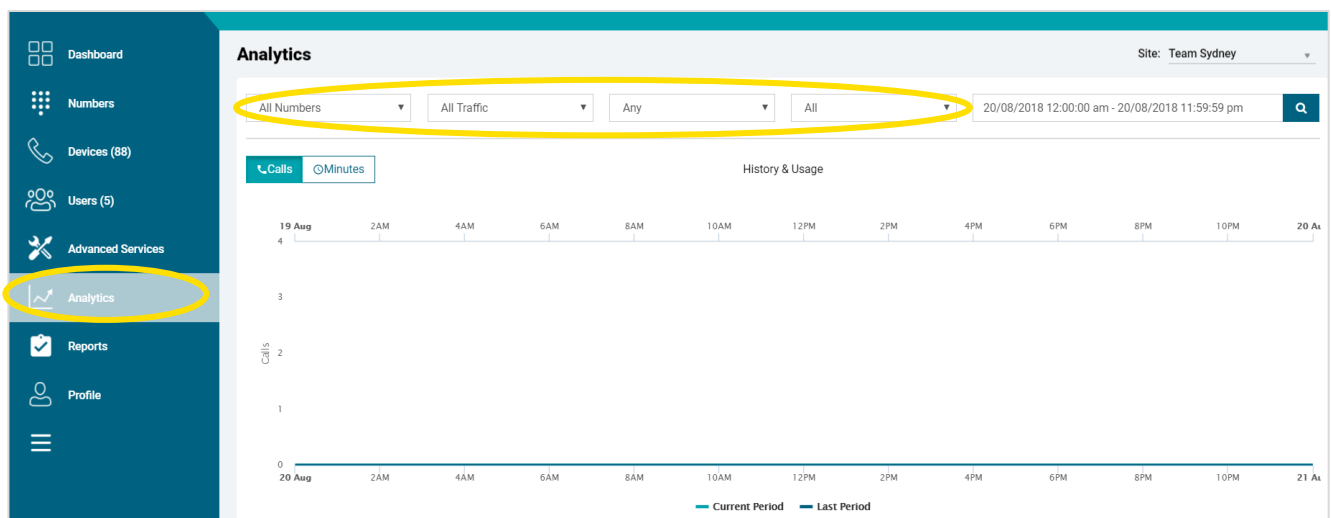 Dashboard
Numbers
Devices (88)
Users (5)
Advanced Services
Analytics
Reports
Profile
Analytics
Site: Team Sydney
All Numbers All Traffic Any All 20/08/2018 12:00:00 am - 20/08/2018 11:59:59 pm
Calls Minutes
History & Usage
19 Aug 2AM 4AM 6AM 8AM 10AM 12PM 2PM 4PM 6PM 8PM 10PM 20 Au
4
3
Calls
2
1
0
20 Aug 2AM 4AM 6AM 8AM 10AM 12PM 2PM 4PM 6PM 8PM 10PM 21 Au
Current Period Last Period